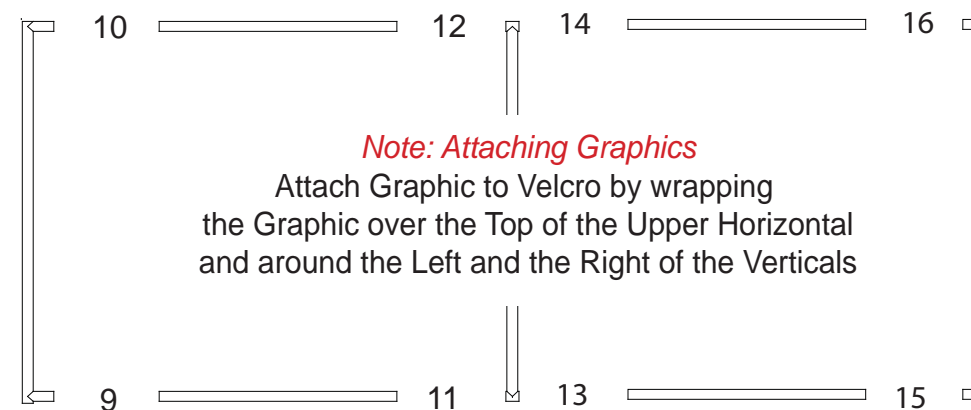 10 12 14 16
Note: Attaching Graphics
Attach Graphic to Velcro by wrapping
the Graphic over the Top of the Upper Horizontal
and around the Left and the Right of the Verticals
9 11 13 15